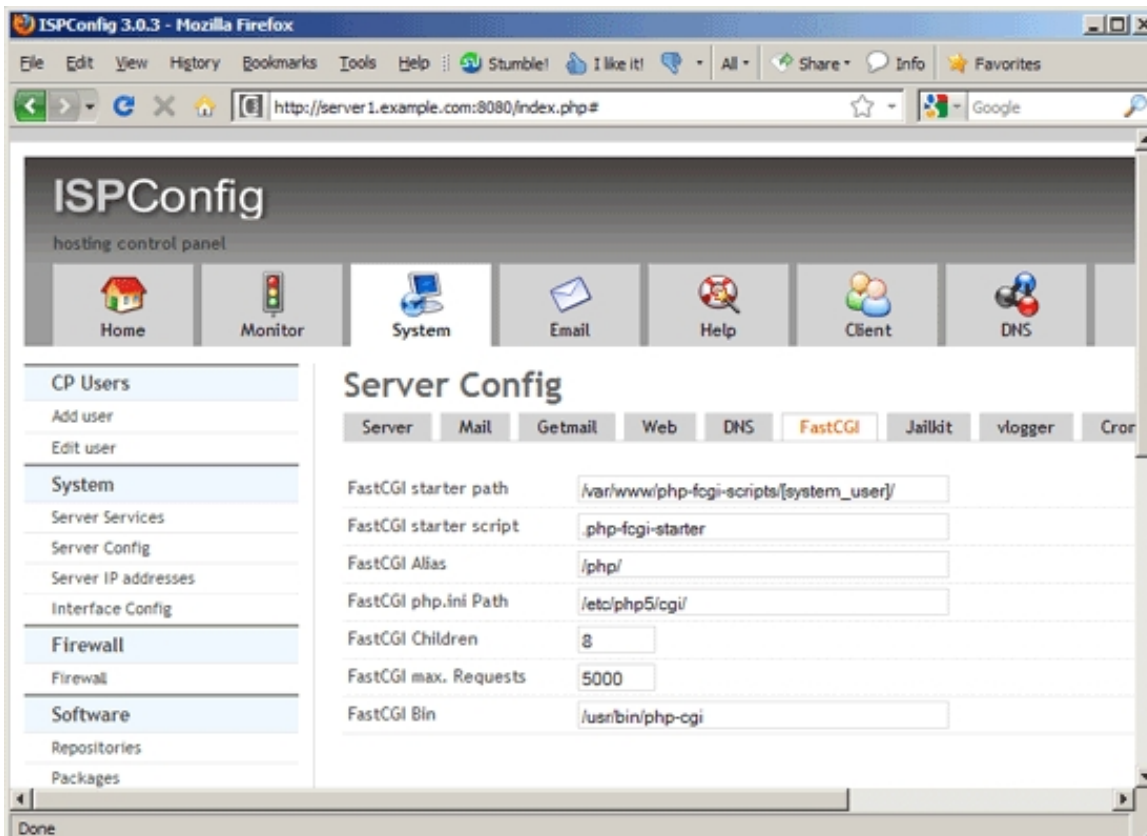 ISPConfig 3.0.3 - Mozilla Firefox
File Edit View History Bookmarks Tools Help Stumble! I like it! All Share Info Favorites
http://server1.example.com:8080/index.php# Google
ISPConfig
hosting control panel
Home Monitor System Email Help Client DNS
CP Users
Add user
Edit user
System
Server Services
Server Config
Server IP addresses
Interface Config
Firewall
Firewall
Software
Repositories
Packages
Server Config
Server Mail Getmail Web DNS FastCGI Jailkit vlogger Cron
FastCGI starter path /var/www/php-fcgi-scripts/[system_user]/
FastCGI starter script .php-fcgi-starter
FastCGI Alias /php/
FastCGI php.ini Path /etc/php5/cgi/
FastCGI Children 8
FastCGI max. Requests 5000
FastCGI Bin /usr/bin/php-cgi
Done